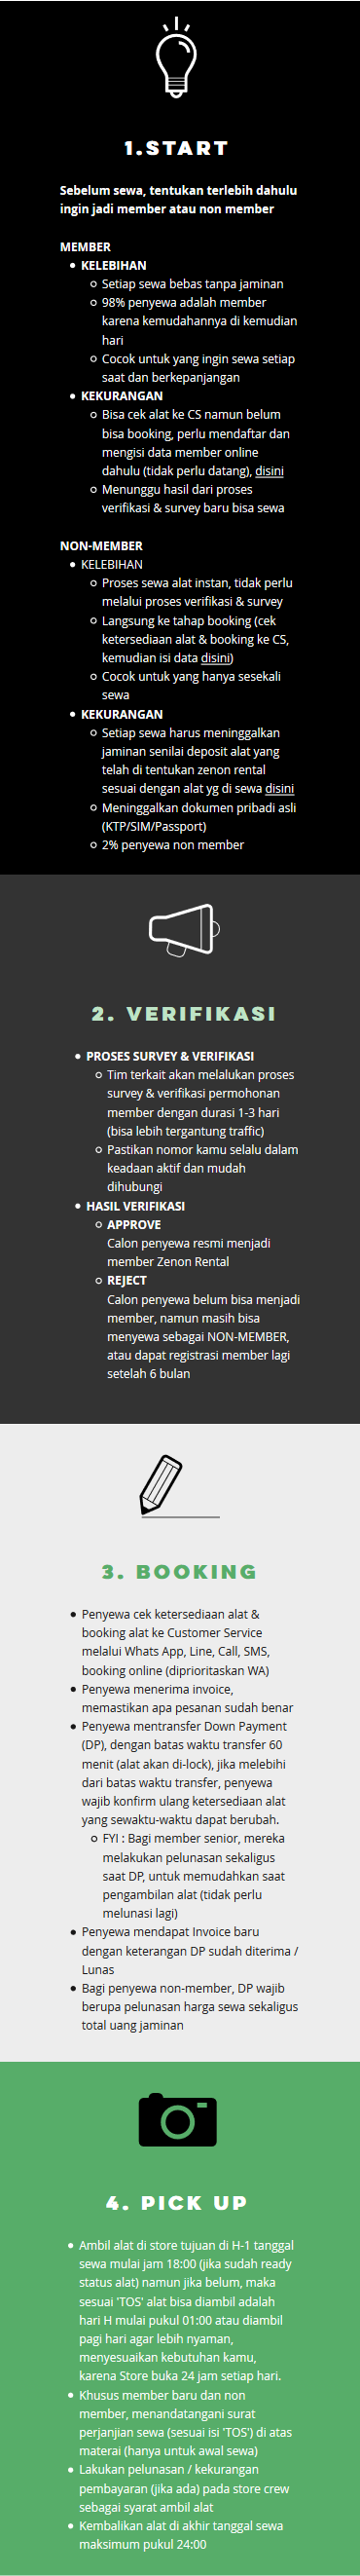 1.START
Sebelum sewa, tentukan terlebih dahulu
ingin jadi member atau non member
MEMBER
KELEBIHAN
Setiap sewa bebas tanpa jaminan
98% penyewa adalah member
karena kemudahannya di kemudian
hari
Cocok untuk yang ingin sewa setiap
saat dan berkepanjangan
KEKURANGAN
Bisa cek alat ke CS namun belum
bisa booking, perlu mendaftar dan
mengisi data member online
dahulu (tidak perlu datang), disini
Menunggu hasil dari proses
verifikasi & survey baru bisa sewa
NON-MEMBER
KELEBIHAN
Proses sewa alat instan, tidak perlu
melalui proses verifikasi & survey
Langsung ke tahap booking (cek
ketersediaan alat & booking ke CS,
kemudian isi data disini)
Cocok untuk yang hanya sesekali
sewa
KEKURANGAN
Setiap sewa harus meninggalkan
jaminan senilai deposit alat yang
telah di tentukan zenon rental
sesuai dengan alat yg di sewa disini
Meninggalkan dokumen pribadi asli
(KTP/SIM/Passport)
2% penyewa non member
2. VERIFIKASI
PROSES SURVEY & VERIFIKASI
Tim terkait akan melalukan proses
survey & verifikasi permohonan
member dengan durasi 1-3 hari
(bisa lebih tergantung traffic)
Pastikan nomor kamu selalu dalam
keadaan aktif dan mudah
dihubungi
HASIL VERIFIKASI
APPROVE
Calon penyewa resmi menjadi
member Zenon Rental
REJECT
Calon penyewa belum bisa menjadi
member, namun masih bisa
menyewa sebagai NON-MEMBER,
atau dapat registrasi member lagi
setelah 6 bulan
3. BOOKING
Penyewa cek ketersediaan alat &
booking alat ke Customer Service
melalui Whats App, Line, Call, SMS,
booking online (diprioritaskan WA)
Penyewa menerima invoice,
memastikan apa pesanan sudah benar
Penyewa mentransfer Down Payment
(DP), dengan batas waktu transfer 60
menit (alat akan di-lock), jika melebihi
dari batas waktu transfer, penyewa
wajib konfirm ulang ketersediaan alat
yang sewaktu-waktu dapat berubah.
FYI : Bagi member senior, mereka
melakukan pelunasan sekaligus
saat DP, untuk memudahkan saat
pengambilan alat (tidak perlu
melunasi lagi)
Penyewa mendapat Invoice baru
dengan keterangan DP sudah diterima /
Lunas
Bagi penyewa non-member, DP wajib
berupa pelunasan harga sewa sekaligus
total uang jaminan
4. PICK UP
Ambil alat di store tujuan di H-1 tanggal
sewa mulai jam 18:00 (jika sudah ready
status alat) namun jika belum, maka
sesuai 'TOS' alat bisa diambil adalah
hari H mulai pukul 01:00 atau diambil
pagi hari agar lebih nyaman,
menyesuaikan kebutuhan kamu,
karena Store buka 24 jam setiap hari.
Khusus member baru dan non
member, menandatangani surat
perjanjian sewa (sesuai isi 'TOS') di atas
materai (hanya untuk awal sewa)
Lakukan pelunasan / kekurangan
pembayaran (jika ada) pada store crew
sebagai syarat ambil alat
Kembalikan alat di akhir tanggal sewa
maksimum pukul 24:00